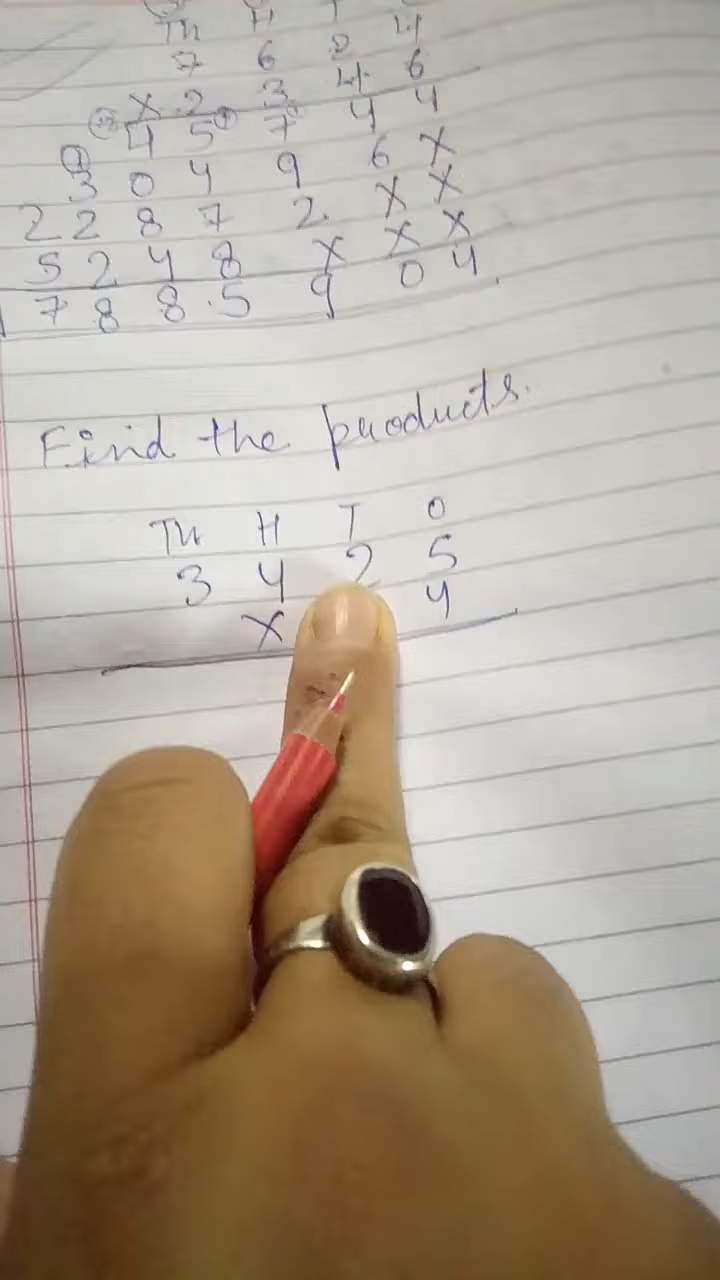 Th H T
7 6 2 4
x 2 3 4 6
4 5 7 4 4
3 0 4 9 6 x
2 2 8 7 2 x x
5 2 4 8 x x x
7 8 8 5 9 0 4
Find the products.
Th H T O
3 4 2 5
x 4